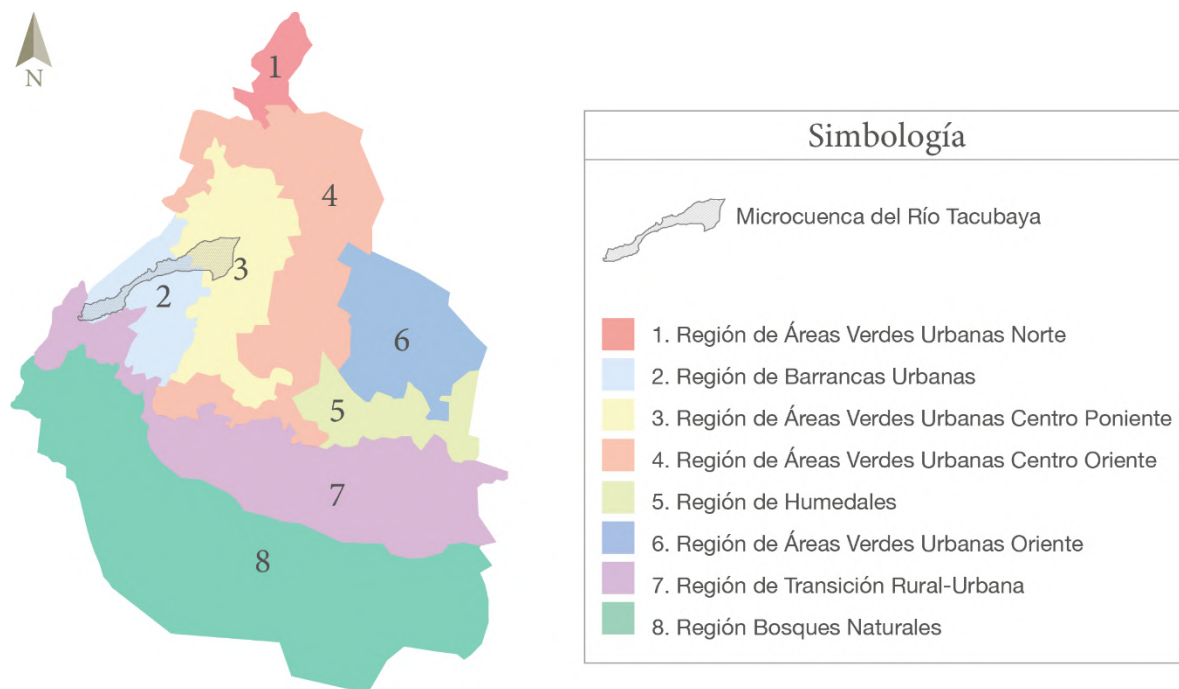 N
1
2
3
4
5
6
7
8
Simbología
Microcuenca del Río Tacubaya
1. Región de Áreas Verdes Urbanas Norte
2. Región de Barrancas Urbanas
3. Región de Áreas Verdes Urbanas Centro Poniente
4. Región de Áreas Verdes Urbanas Centro Oriente
5. Región de Humedales
6. Región de Áreas Verdes Urbanas Oriente
7. Región de Transición Rural-Urbana
8. Región Bosques Naturales